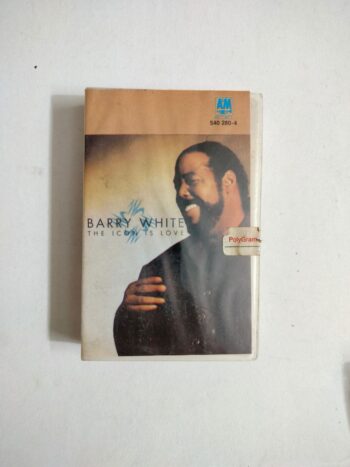 A&M
540 280-4
BARRY WHITE
THE ICON IS LOVE
PolyGram